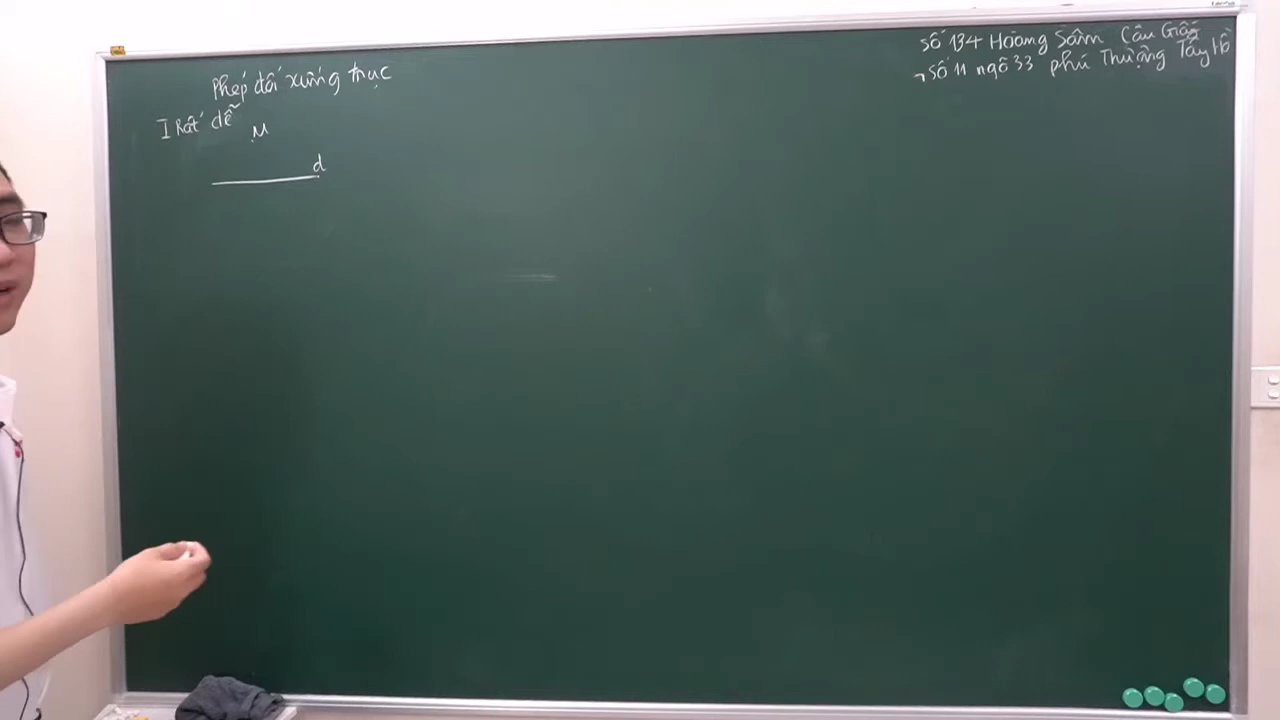 Phép đối xứng trục
I Rất dễ
M
d
Số 134 Hoàng Sâm Cầu Giấy
Số 11 ngõ 33 Phú Thượng Tây Hồ